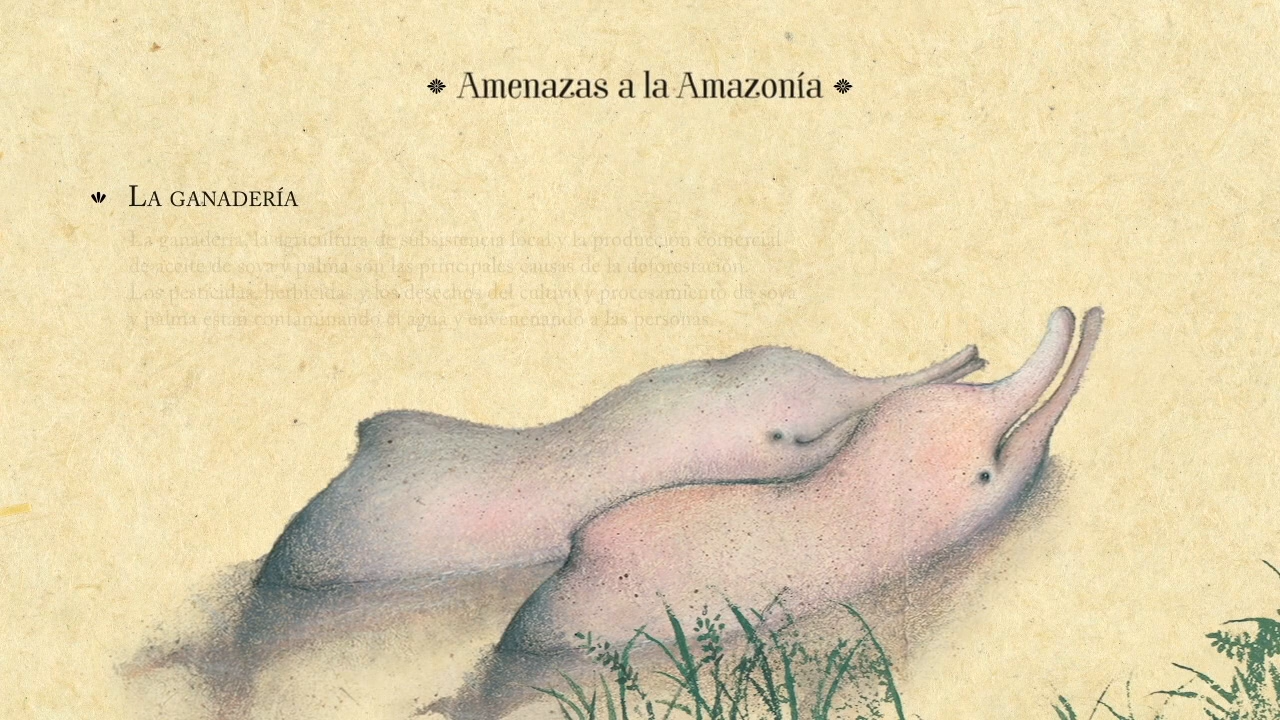 Amenazas a la Amazonía
La ganadería
La ganadería, la agricultura de subsistencia local y la producción comercial
de aceite de soya y palma son las principales causas de la deforestación.
Los pesticidas, herbicidas, y los desechos del cultivo y procesamiento de soya
y palma están contaminando el agua y envenenando a las personas.